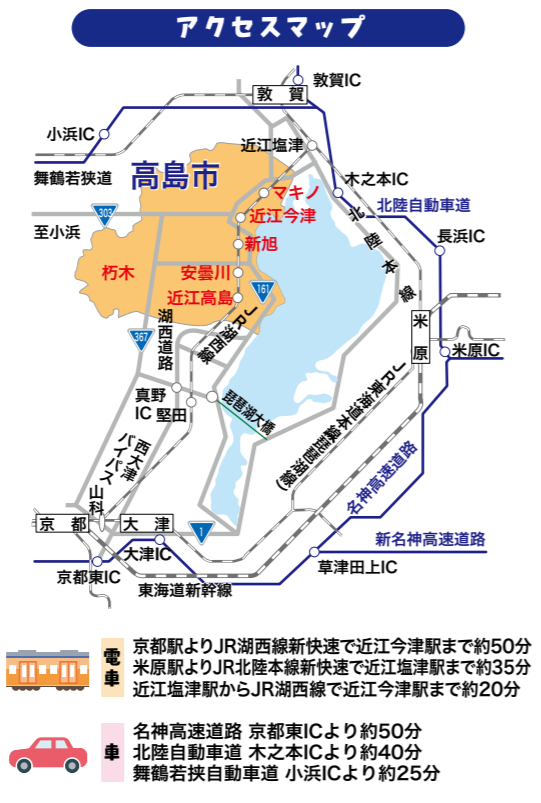 アクセスマップ
敦賀IC
敦賀
小浜IC
近江塩津
舞鶴若狭道
高島市
マキノ
木之本IC
303
近江今津
北陸自動車道
至小浜
新旭
北陸本線
長浜IC
朽木
安曇川
近江高島
161
湖西道路
JR湖西線
米原
367
米原IC
真野IC
堅田
琵琶湖大橋
JR東海道本線(琵琶湖線)
西大津バイパス
山科
名神高速道路
京都
大津
1
新名神高速道路
大津IC
草津田上IC
京都東IC
東海道新幹線
電車
京都駅よりJR湖西線新快速で近江今津駅まで約50分
米原駅よりJR北陸本線新快速で近江塩津駅まで約35分
近江塩津駅からJR湖西線で近江今津駅まで約20分
車
名神高速道路 京都東ICより約50分
北陸自動車道 木之本ICより約40分
舞鶴若狭自動車道 小浜ICより約25分